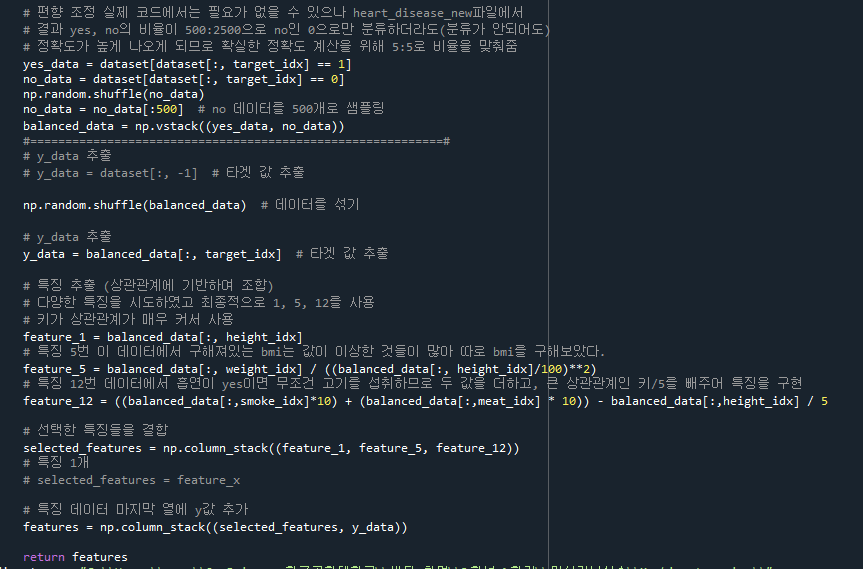 # 편향 조정 실제 코드에서는 필요가 없을 수 있으나 heart_disease_new파일에서
# 결과 yes, no의 비율이 500:2500으로 no인 0으로만 분류하더라도(분류가 안되어도)
# 정확도가 높게 나오게 되므로 확실한 정확도 계산을 위해 5:5로 비율을 맞춰줌
yes_data = dataset[dataset[:, target_idx] == 1]
no_data = dataset[dataset[:, target_idx] == 0]
np.random.shuffle(no_data)
no_data = no_data[:500]  # no 데이터를 500개로 샘플링
balanced_data = np.vstack((yes_data, no_data))
#=======================================================#
# y_data 추출
# y_data = dataset[:, -1]  # 타겟 값 추출
np.random.shuffle(balanced_data)  # 데이터를 섞기
# y_data 추출
y_data = balanced_data[:, target_idx]  # 타겟 값 추출
# 특징 추출 (상관관계에 기반하여 조합)
# 다양한 특징을 시도하였고 최종적으로 1, 5, 12를 사용
# 키가 상관관계가 매우 커서 사용
feature_1 = balanced_data[:, height_idx]
# 특징 5번 이 데이터에서 구해져있는 bmi는 값이 이상한 것들이 많아 따로 bmi를 구해보았다.
feature_5 = balanced_data[:, weight_idx] / ((balanced_data[:, height_idx]/100)**2)
# 특징 12번 데이터에서 흡연이 yes이면 무조건 고기를 섭취하므로 두 값을 더하고, 큰 상관관계인 키/5를 빼주어 특징을 구현
feature_12 = ((balanced_data[:,smoke_idx]*10) + (balanced_data[:,meat_idx] * 10)) - balanced_data[:,height_idx] / 5
# 선택한 특징들을 결합
selected_features = np.column_stack((feature_1, feature_5, feature_12))
# 특징 1개
# selected_features = feature_x
# 특징 데이터 마지막 열에 y값 추가
features = np.column_stack((selected_features, y_data))
return features